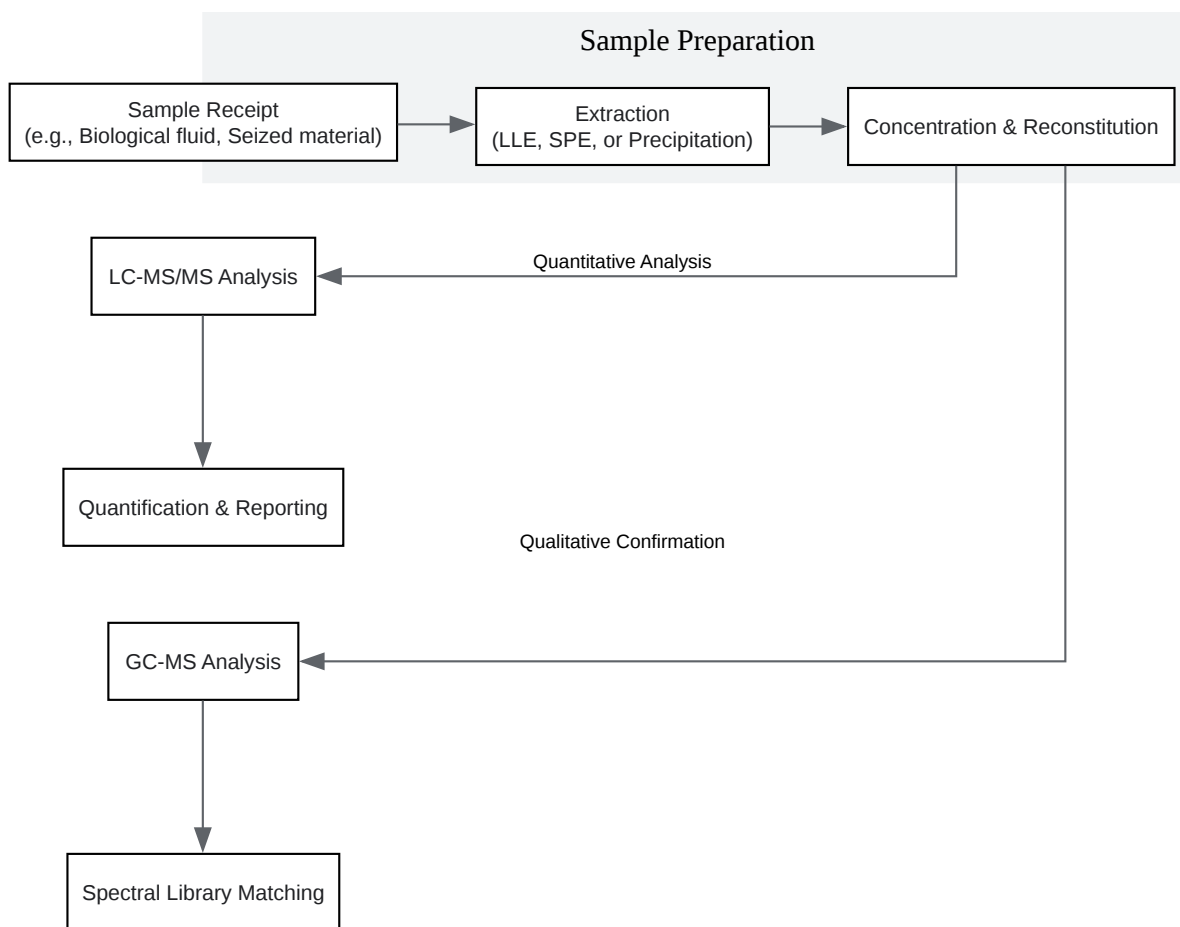 Sample Preparation
Sample Receipt
(e.g., Biological fluid, Seized material)
Extraction
(LLE, SPE, or Precipitation)
Concentration & Reconstitution
Quantitative Analysis
LC-MS/MS Analysis
Quantification & Reporting
Qualitative Confirmation
GC-MS Analysis
Spectral Library Matching